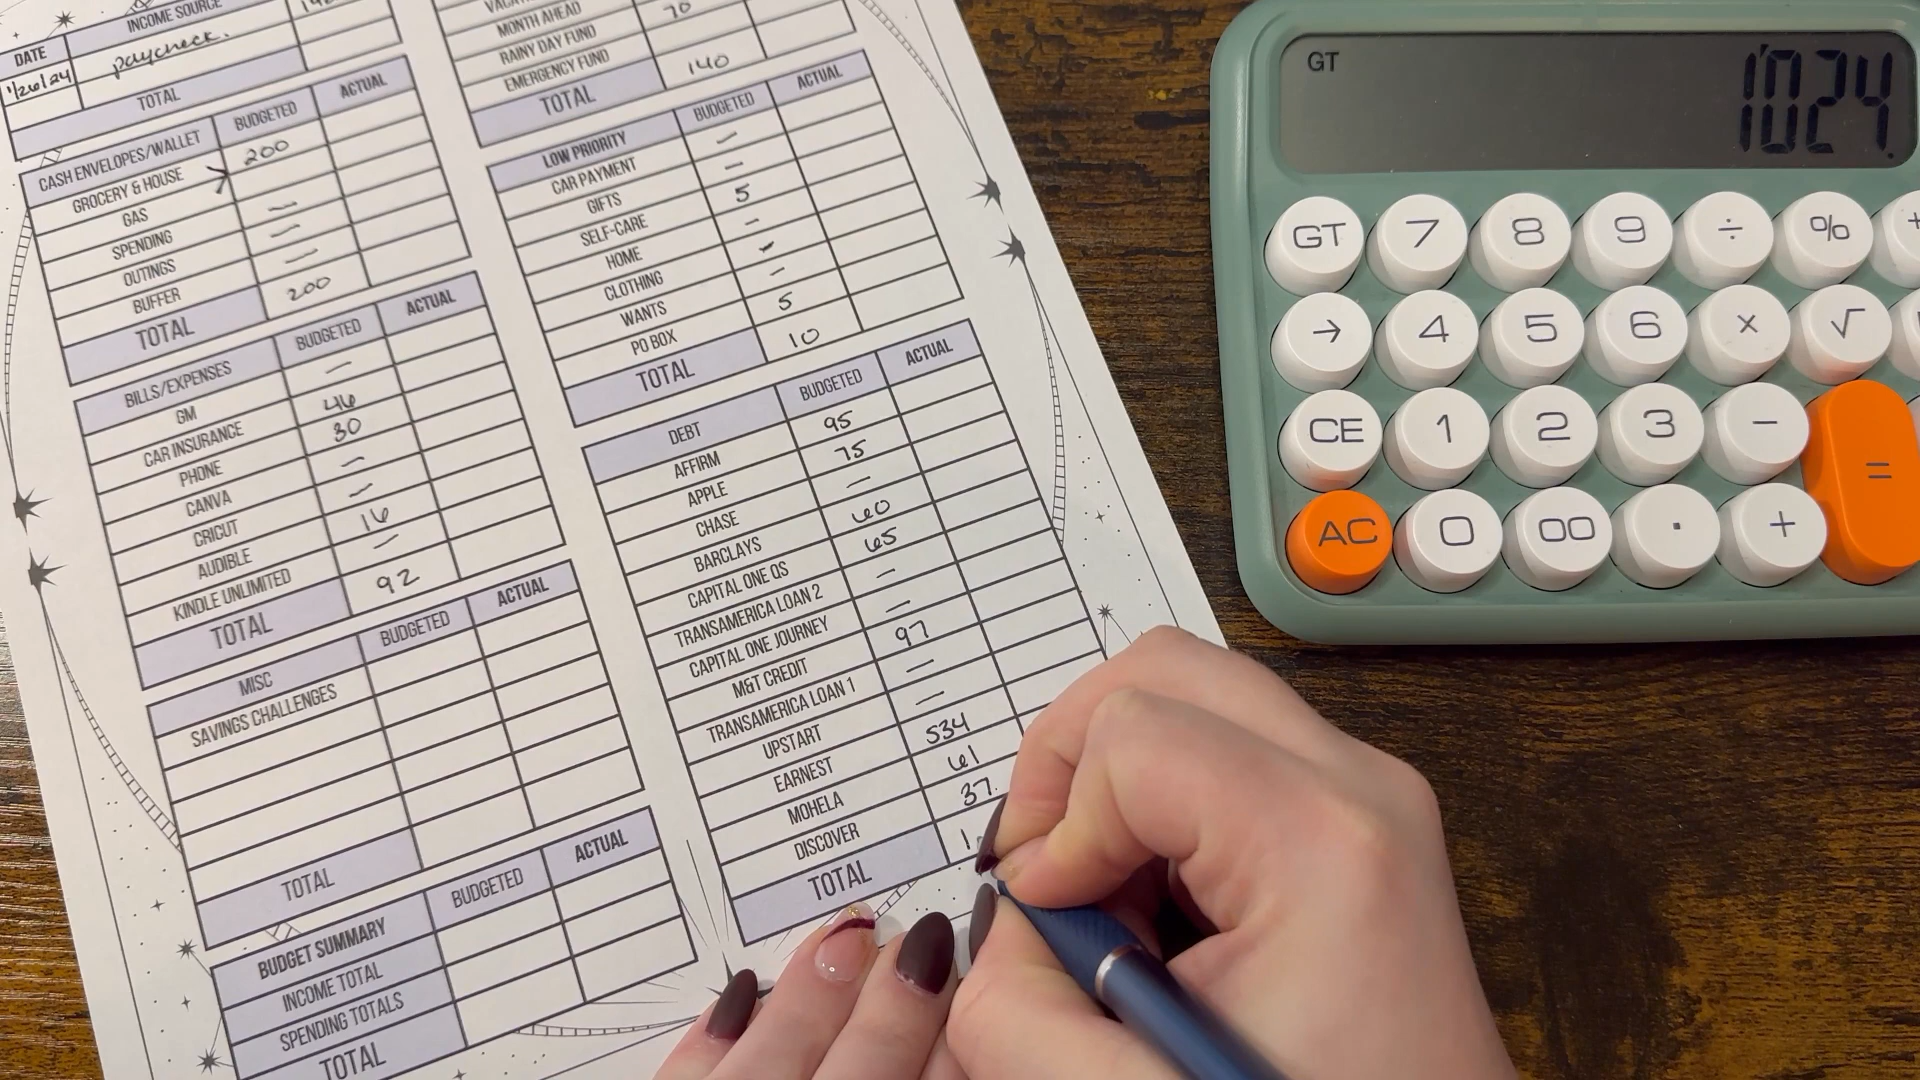 INCOME SOURCE
DATE
1/26/24 paycheck.
TOTAL
CASH ENVELOPES/WALLET BUDGETED ACTUAL
GROCERY & HOUSE 200
GAS
SPENDING —
OUTINGS —
BUFFER —
TOTAL 200
BILLS/EXPENSES BUDGETED ACTUAL
GM —
CAR INSURANCE 46
PHONE 30
CANVA —
CRICUT —
AUDIBLE 16
KINDLE UNLIMITED —
TOTAL 92
MISC BUDGETED ACTUAL
SAVINGS CHALLENGES
TOTAL
BUDGET SUMMARY BUDGETED ACTUAL
INCOME TOTAL
SPENDING TOTALS
TOTAL
MONTH AHEAD
RAINY DAY FUND 70
EMERGENCY FUND
TOTAL 140
LOW PRIORITY BUDGETED ACTUAL
CAR PAYMENT —
GIFTS —
SELF-CARE 5
HOME —
CLOTHING -
WANTS —
PO BOX 5
TOTAL 10
DEBT BUDGETED ACTUAL
AFFIRM 95
APPLE 75
CHASE —
BARCLAYS 60
CAPITAL ONE QS 65
TRANSAMERICA LOAN 2 —
CAPITAL ONE JOURNEY —
M&T CREDIT 97
TRANSAMERICA LOAN 1 —
UPSTART —
EARNEST 534
MOHELA 61
DISCOVER 37.
TOTAL 1
GT 1'024.
GT 7 8 9 ÷ %
→ 4 5 6 × √
CE 1 2 3 −
AC 0 00 . + =